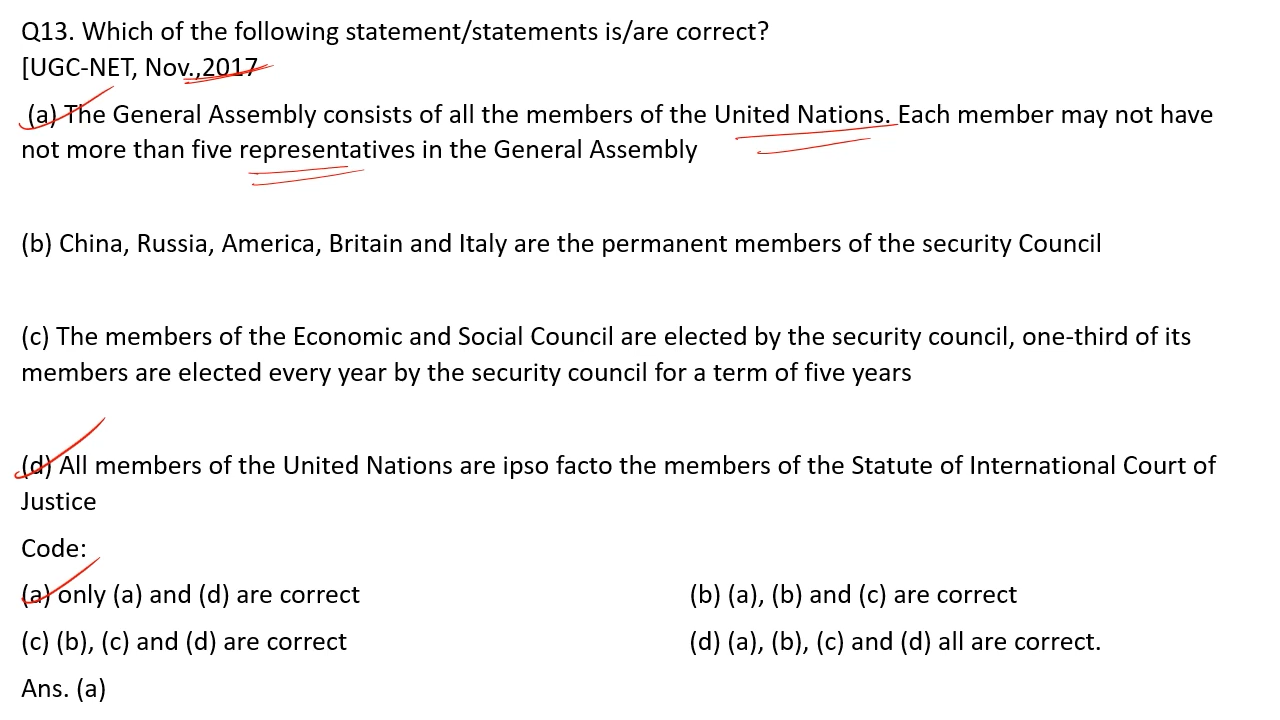 Q13. Which of the following statement/statements is/are correct?
[UGC-NET, Nov.,2017
(a) The General Assembly consists of all the members of the United Nations. Each member may not have
not more than five representatives in the General Assembly
(b) China, Russia, America, Britain and Italy are the permanent members of the security Council
(c) The members of the Economic and Social Council are elected by the security council, one-third of its
members are elected every year by the security council for a term of five years
(d) All members of the United Nations are ipso facto the members of the Statute of International Court of
Justice
Code:
(a) only (a) and (d) are correct (b) (a), (b) and (c) are correct
(c) (b), (c) and (d) are correct (d) (a), (b), (c) and (d) all are correct.
Ans. (a)